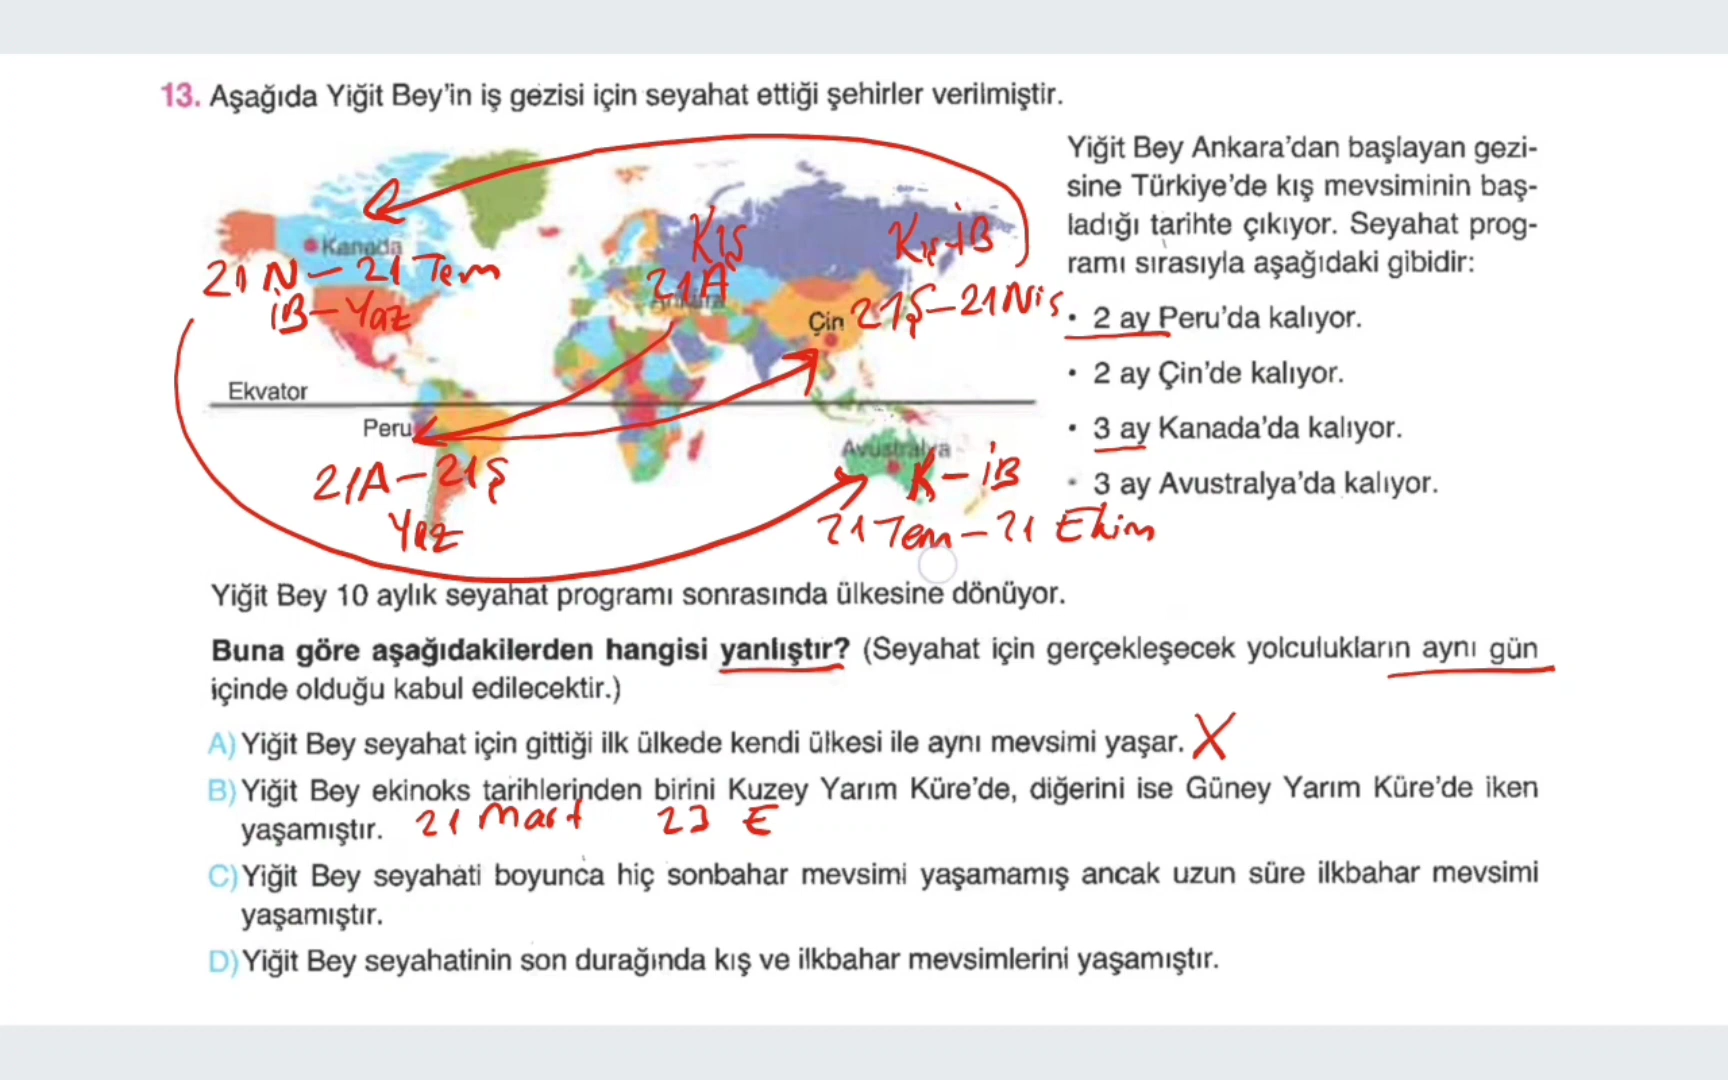 13. Aşağıda Yiğit Bey'in iş gezisi için seyahat ettiği şehirler verilmiştir.
Kanada
21 N - 21 Tem
İB - Yaz
KIŞ
21A
Ankara
Kış-İB
21Ş-21Nis
Çin
Ekvator
Peru
21A-21Ş
Yaz
Avustralya
K-İB
21Tem-21 Ekim
Yiğit Bey Ankara'dan başlayan gezi-
sine Türkiye'de kış mevsiminin baş-
ladığı tarihte çıkıyor. Seyahat prog-
ramı sırasıyla aşağıdaki gibidir:
• 2 ay Peru'da kalıyor.
• 2 ay Çin'de kalıyor.
• 3 ay Kanada'da kalıyor.
• 3 ay Avustralya'da kalıyor.
Yiğit Bey 10 aylık seyahat programı sonrasında ülkesine dönüyor.
Buna göre aşağıdakilerden hangisi yanlıştır? (Seyahat için gerçekleşecek yolculukların aynı gün
içinde olduğu kabul edilecektir.)
A) Yiğit Bey seyahat için gittiği ilk ülkede kendi ülkesi ile aynı mevsimi yaşar. X
B) Yiğit Bey ekinoks tarihlerinden birini Kuzey Yarım Küre'de, diğerini ise Güney Yarım Küre'de iken
yaşamıştır. 21 Mart 23 E
C) Yiğit Bey seyahati boyunca hiç sonbahar mevsimi yaşamamış ancak uzun süre ilkbahar mevsimi
yaşamıştır.
D) Yiğit Bey seyahatinin son durağında kış ve ilkbahar mevsimlerini yaşamıştır.